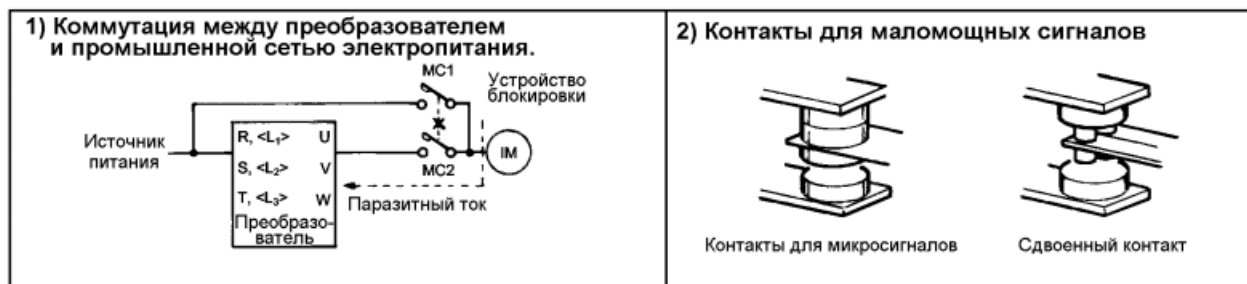 1) Коммутация между преобразователем
и промышленной сетью электропитания.
MC1
Устройство
блокировки
Источник
питания
R, <L₁> U
S, <L₂> V
T, <L₃> W
Преобразо-
ватель
MC2
IM
Паразитный ток
2) Контакты для маломощных сигналов
Контакты для микросигналов
Сдвоенный контакт